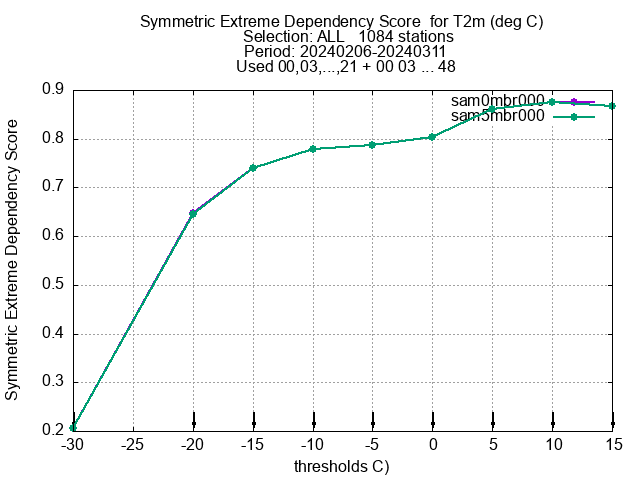 Symmetric Extreme Dependency Score for T2m (deg C)
Selection: ALL 1084 stations
Period: 20240206-20240311
Used 00,03,...,21 + 00 03 ... 48
sam0mbr000
sam5mbr000
0.9
0.8
0.7
0.6
0.5
0.4
0.3
0.2
Symmetric Extreme Dependency Score
-30 -20 -15 -10 -5 0 5 10 15
thresholds C)